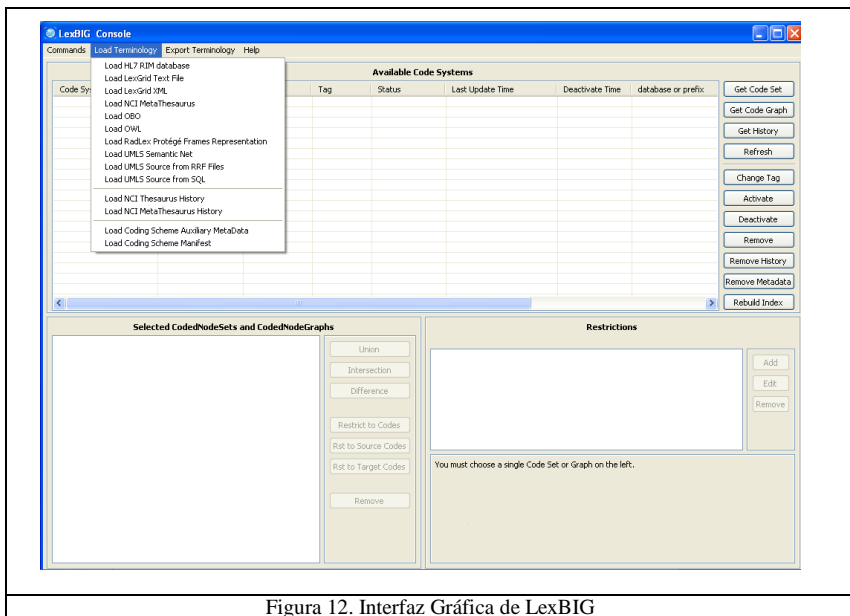 LexBIG Console
Commands Load Terminology Export Terminology Help
Load HL7 RIM database
Load LexGrid Text File
Load LexGrid XML
Load NCI MetaThesaurus
Load OBO
Load OWL
Load RadLex Protégé Frames Representation
Load UMLS Semantic Net
Load UMLS Source from RRF Files
Load UMLS Source from SQL
Load NCI Thesaurus History
Load NCI MetaThesaurus History
Load Coding Scheme Auxiliary MetaData
Load Coding Scheme Manifest
Available Code Systems
Code Sy Tag Status Last Update Time Deactivate Time database or prefix
Get Code Set
Get Code Graph
Get History
Refresh
Change Tag
Activate
Deactivate
Remove
Remove History
Remove Metadata
Rebuild Index
Selected CodedNodeSets and CodedNodeGraphs
Union
Intersection
Difference
Restrict to Codes
Rst to Source Codes
Rst to Target Codes
Remove
Restrictions
Add
Edit
Remove
You must choose a single Code Set or Graph on the left.
Figura 12. Interfaz Gráfica de LexBIG